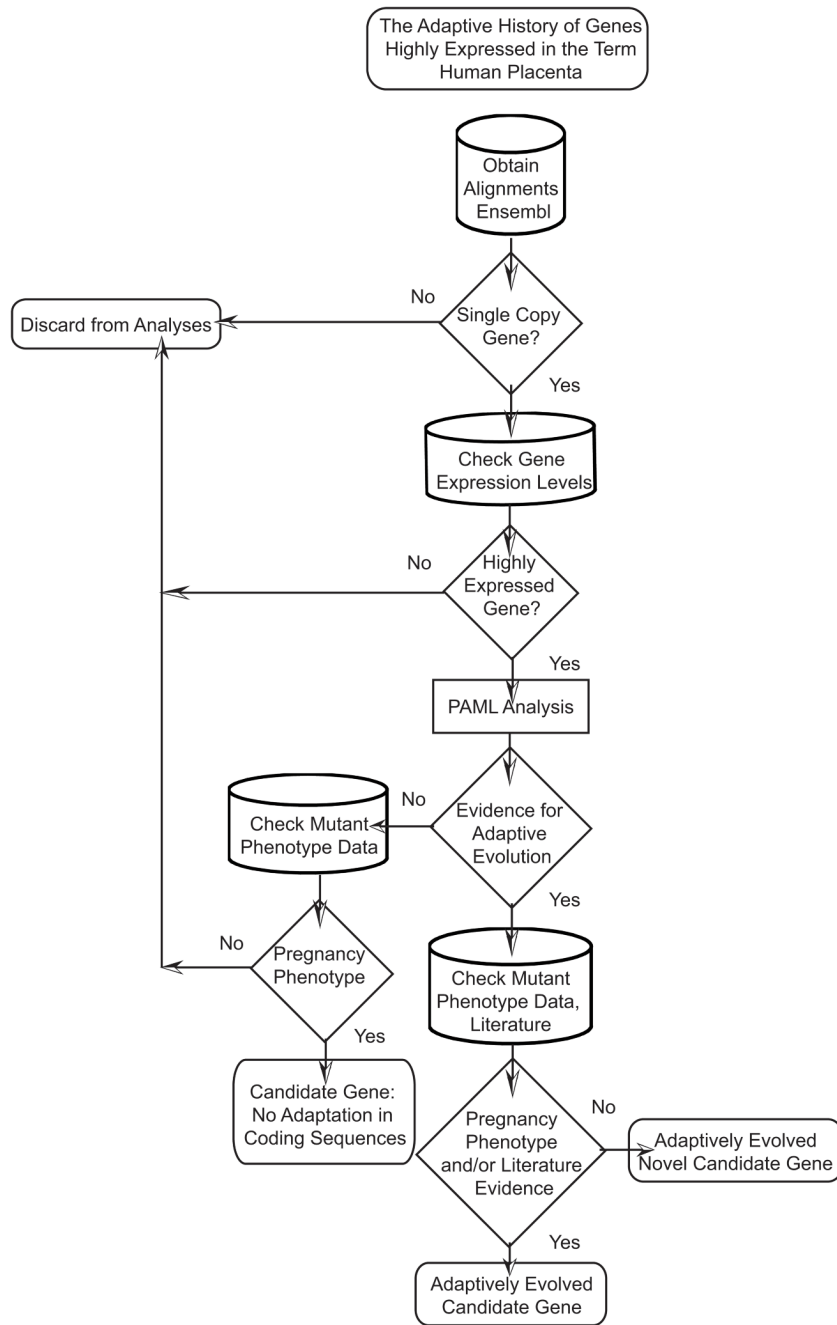 The Adaptive History of Genes
Highly Expressed in the Term
Human Placenta
Obtain
Alignments
Ensembl
No
Single Copy
Gene?
Discard from Analyses
Yes
Check Gene
Expression Levels
No
Highly
Expressed
Gene?
Yes
PAML Analysis
No
Evidence for
Adaptive
Evolution
No
Check Mutant
Phenotype Data
Yes
No
Pregnancy
Phenotype
Check Mutant
Phenotype Data,
Literature
Yes
Candidate Gene:
No Adaptation in
Coding Sequences
Pregnancy
Phenotype
and/or Literature
Evidence
No
Adaptively Evolved
Novel Candidate Gene
Yes
Adaptively Evolved
Candidate Gene